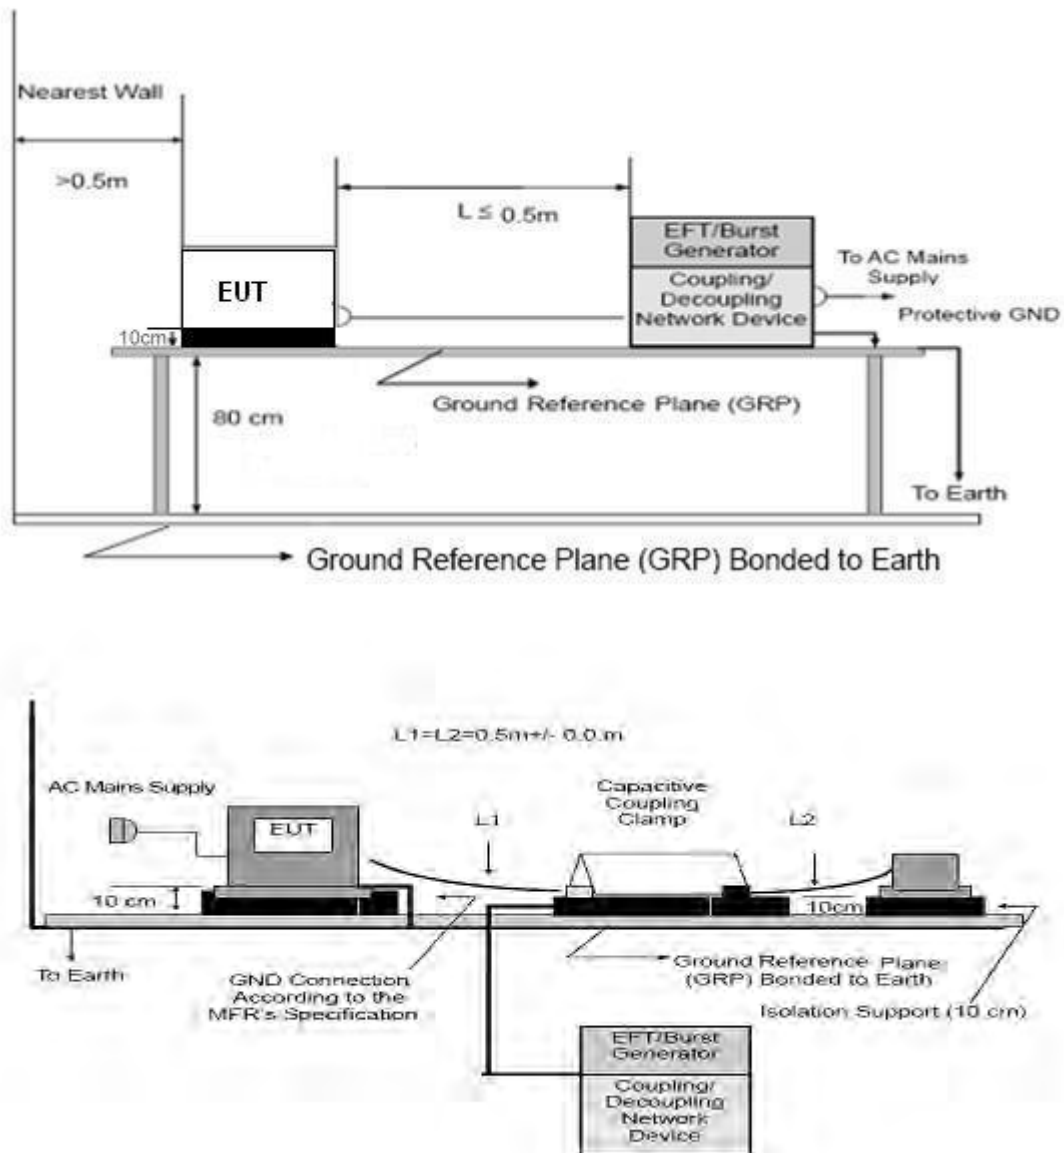 Nearest Wall
>0.5m
L ≤ 0.5m
EFT/Burst
Generator
EUT
Coupling/
Decoupling
Network Device
To AC Mains
Supply
Protective GND
10cm
80 cm
Ground Reference Plane (GRP)
To Earth
Ground Reference Plane (GRP) Bonded to Earth
L1=L2=0.5m+/- 0.0.m
AC Mains Supply
Capacitive
Coupling
Clamp
EUT
L1
L2
10 cm
10cm
To Earth
GND Connection
According to the
MFR's Specification
Ground Reference Plane
(GRP) Bonded to Earth
Isolation Support (10 cm)
EFT/Burst
Generator
Coupling/
Decoupling
Network
Device